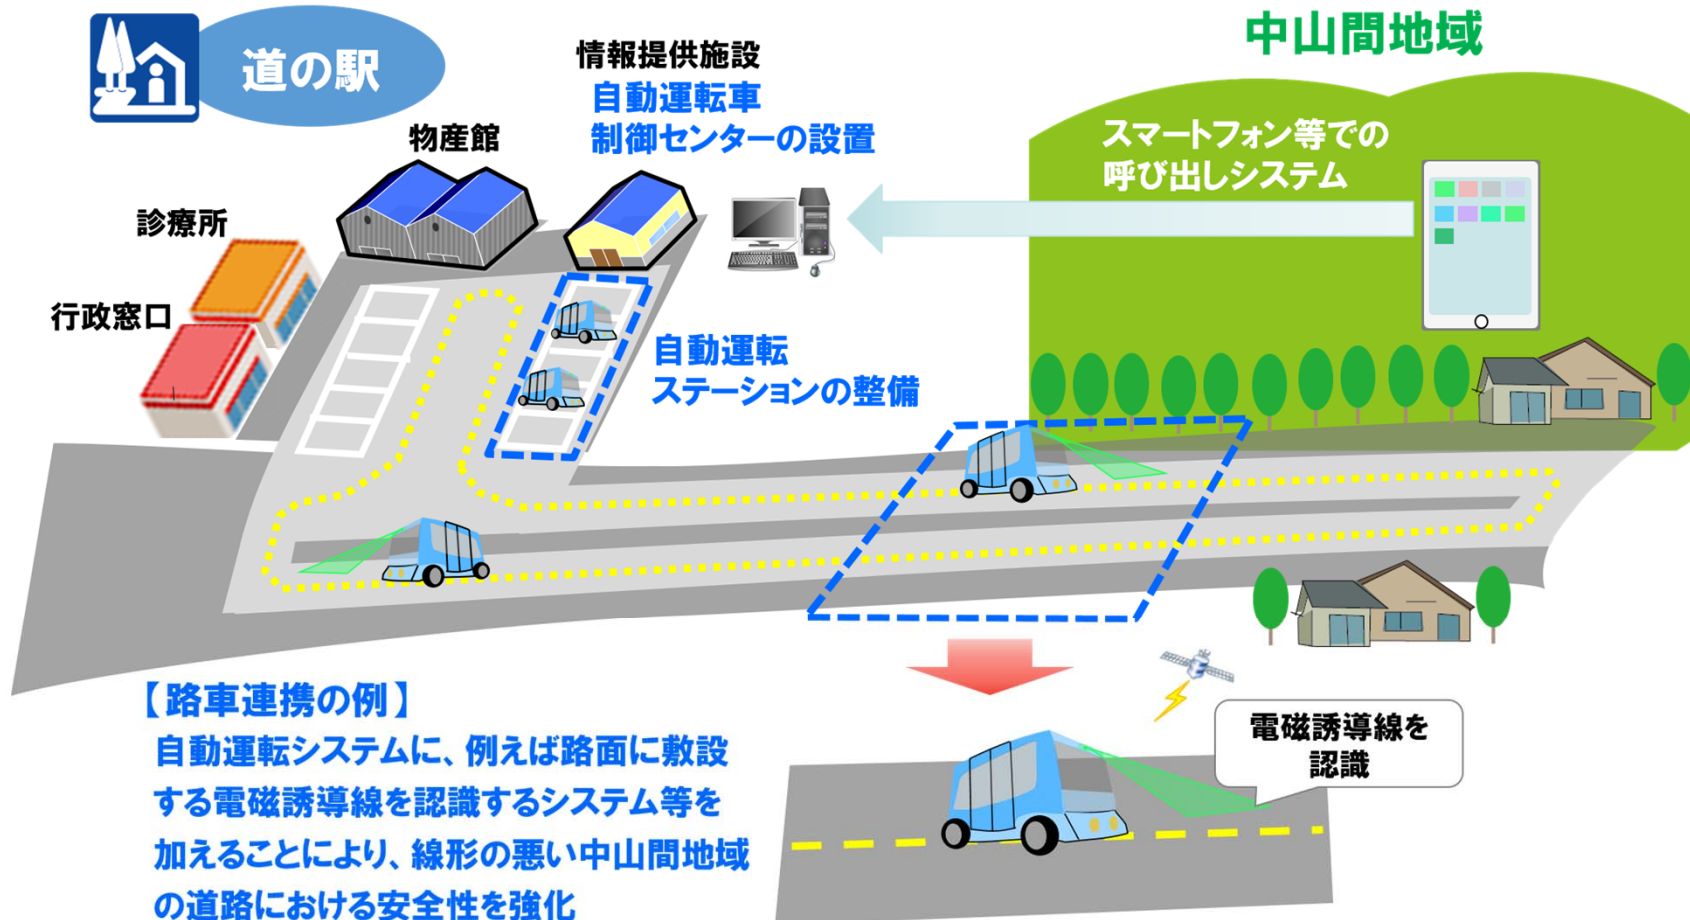 道の駅
情報提供施設
自動運転車
制御センターの設置
中山間地域
スマートフォン等での
呼び出しシステム
物産館
診療所
行政窓口
自動運転
ステーションの整備
【路車連携の例】
自動運転システムに、例えば路面に敷設
する電磁誘導線を認識するシステム等を
加えることにより、線形の悪い中山間地域
の道路における安全性を強化
電磁誘導線を
認識